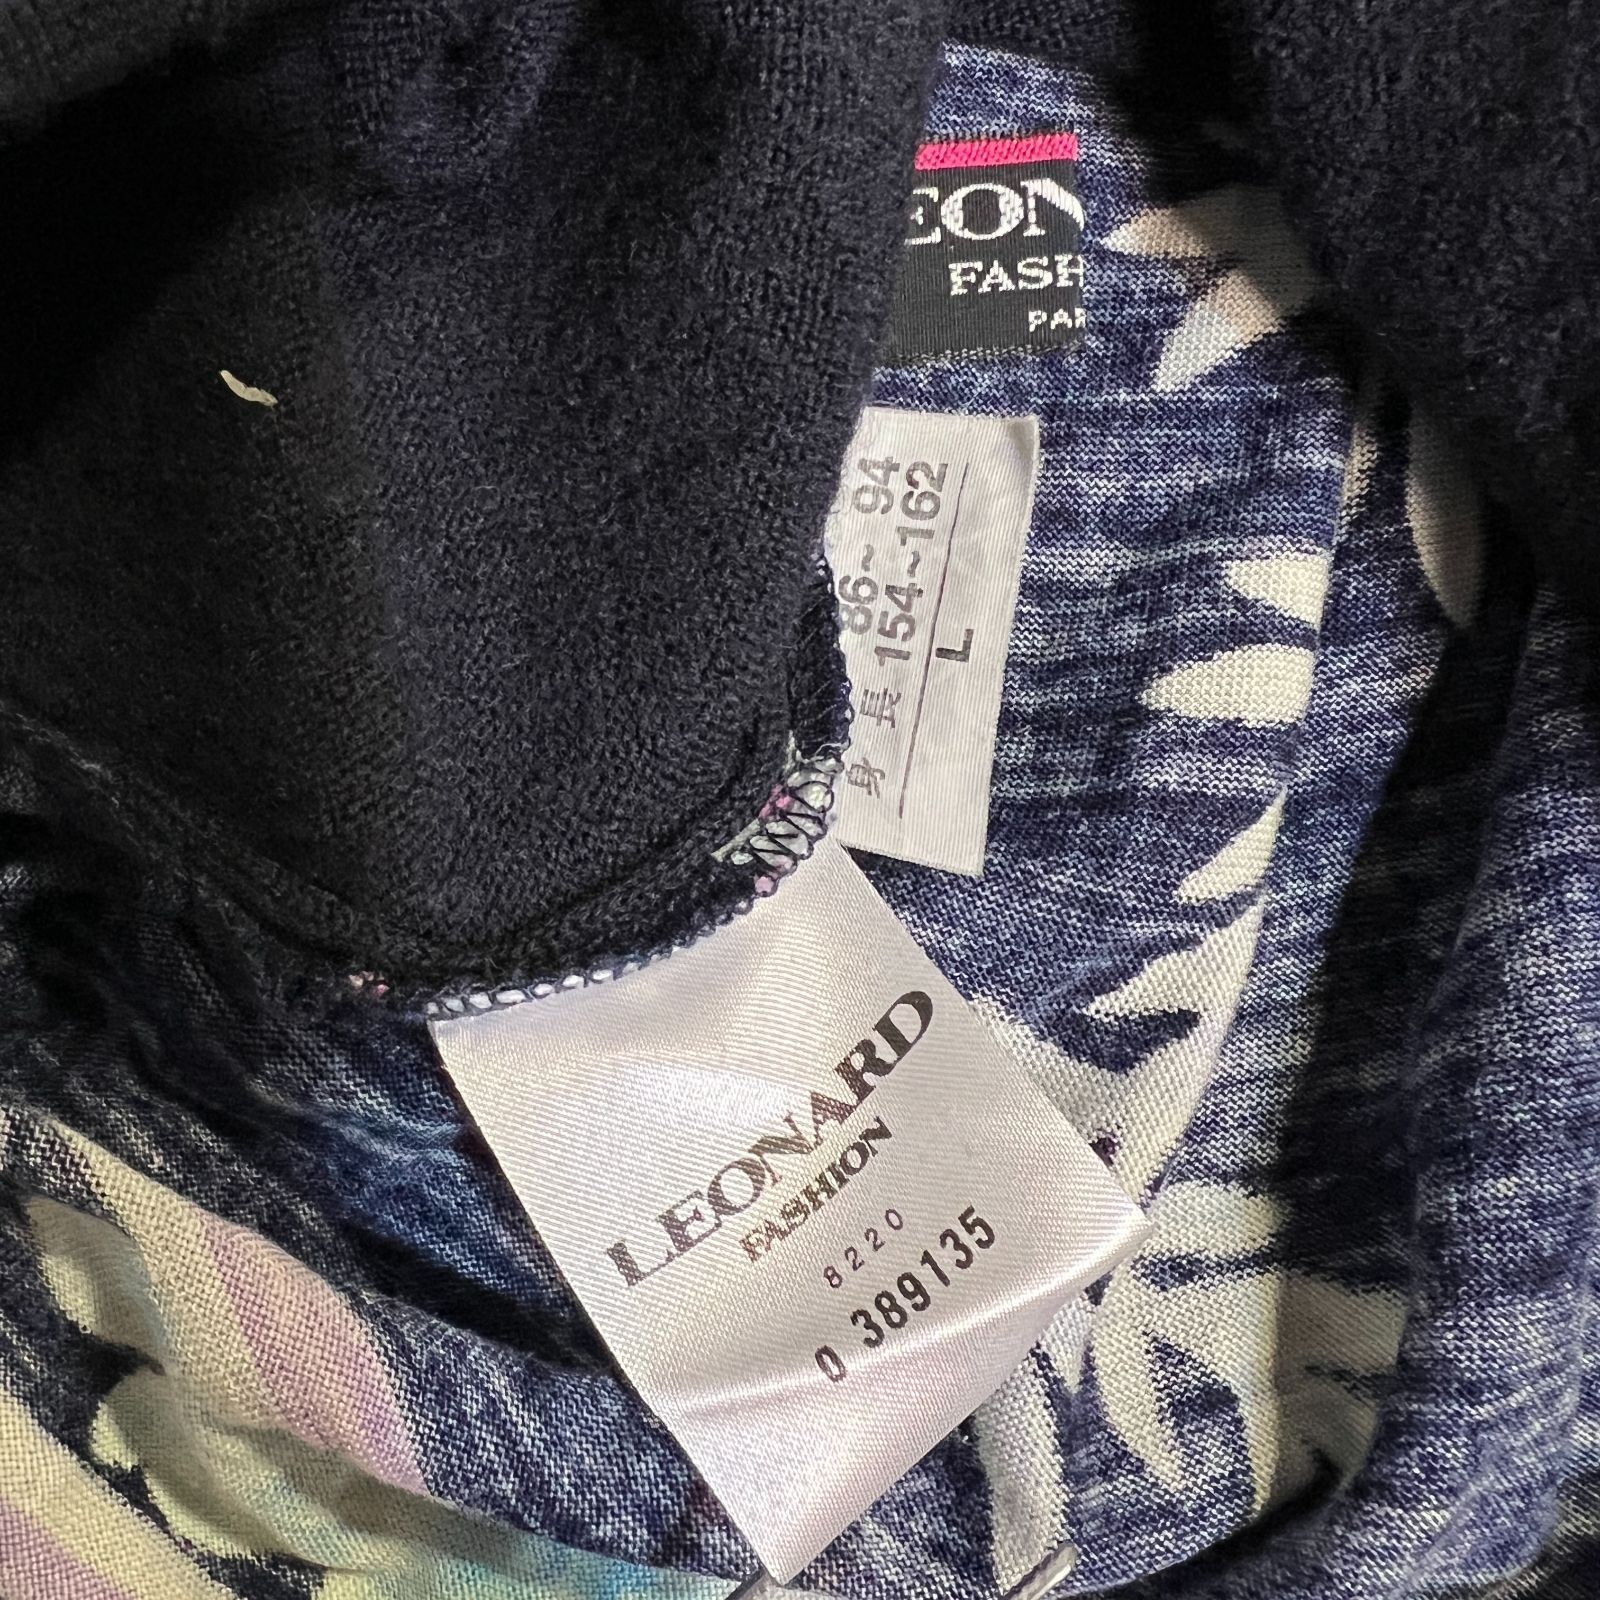 EON
FASH
PAR
86~94
身長 154~162
L
LEONARD
FASHION
8220
0 389135